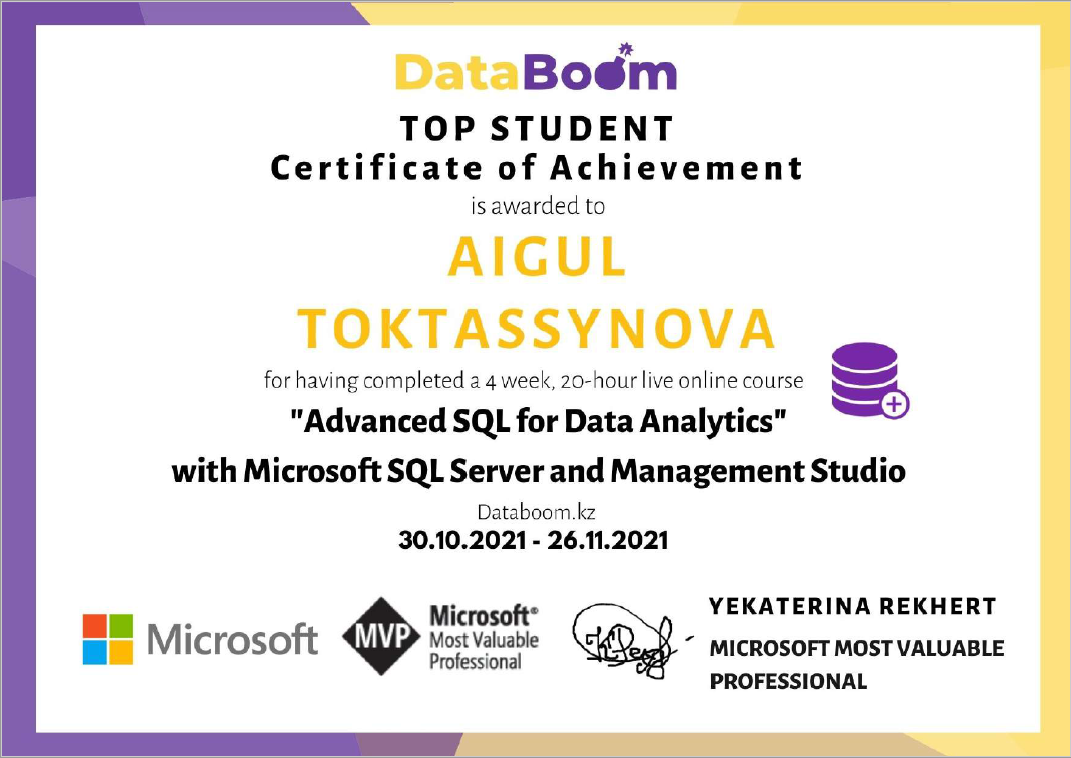 DataBoom
TOP STUDENT
Certificate of Achievement
is awarded to
AIGUL
TOKTASSYNOVA
for having completed a 4 week, 20-hour live online course
"Advanced SQL for Data Analytics"
with Microsoft SQL Server and Management Studio
Databoom.kz
30.10.2021 - 26.11.2021
Microsoft
MVP
Microsoft®
Most Valuable
Professional
YEKATERINA REKHERT
MICROSOFT MOST VALUABLE
PROFESSIONAL